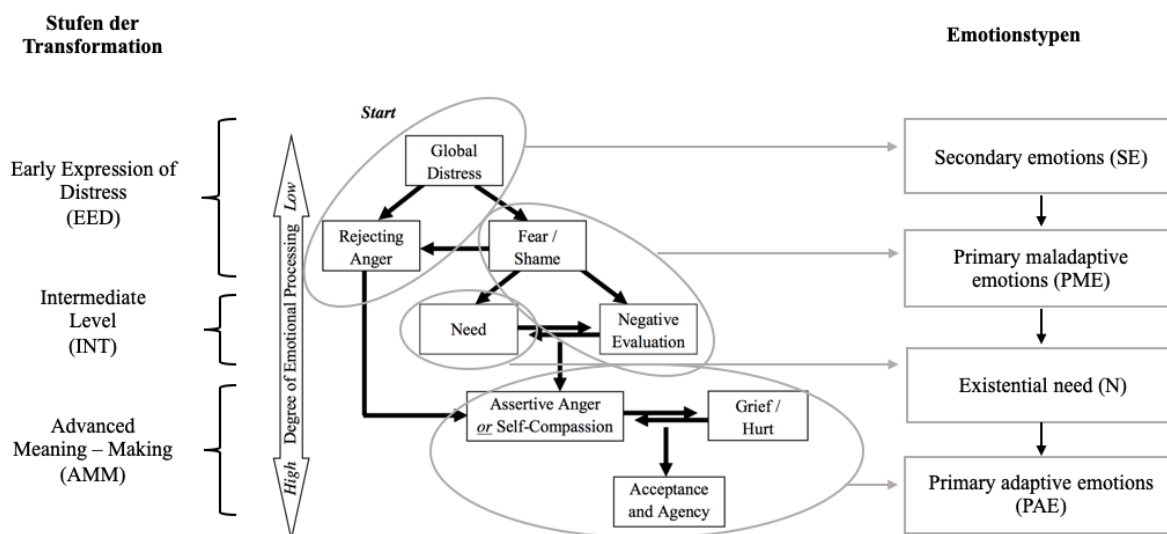 Stufen der
Transformation
Emotionstypen
Early Expression of
Distress
(EED)
Intermediate
Level
(INT)
Advanced
Meaning – Making
(AMM)
Low
Degree of Emotional Processing
High
Start
Global
Distress
Rejecting
Anger
Fear /
Shame
Need
Negative
Evaluation
Assertive Anger
or Self-Compassion
Grief /
Hurt
Acceptance
and Agency
Secondary emotions (SE)
Primary maladaptive
emotions (PME)
Existential need (N)
Primary adaptive emotions
(PAE)